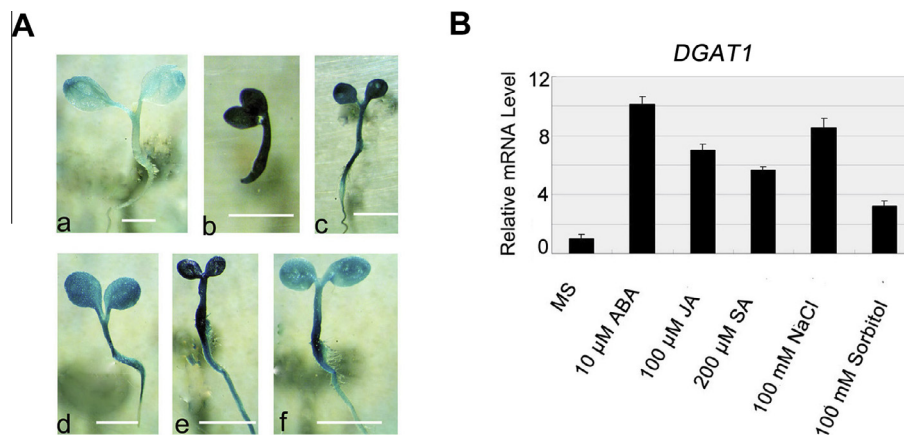 A
a
b
c
d
e
f
B
DGAT1
Relative mRNA Level
12
8
4
0
MS
10 µM ABA
100 µM JA
200 µM SA
100 mM NaCl
100 mM Sorbitol